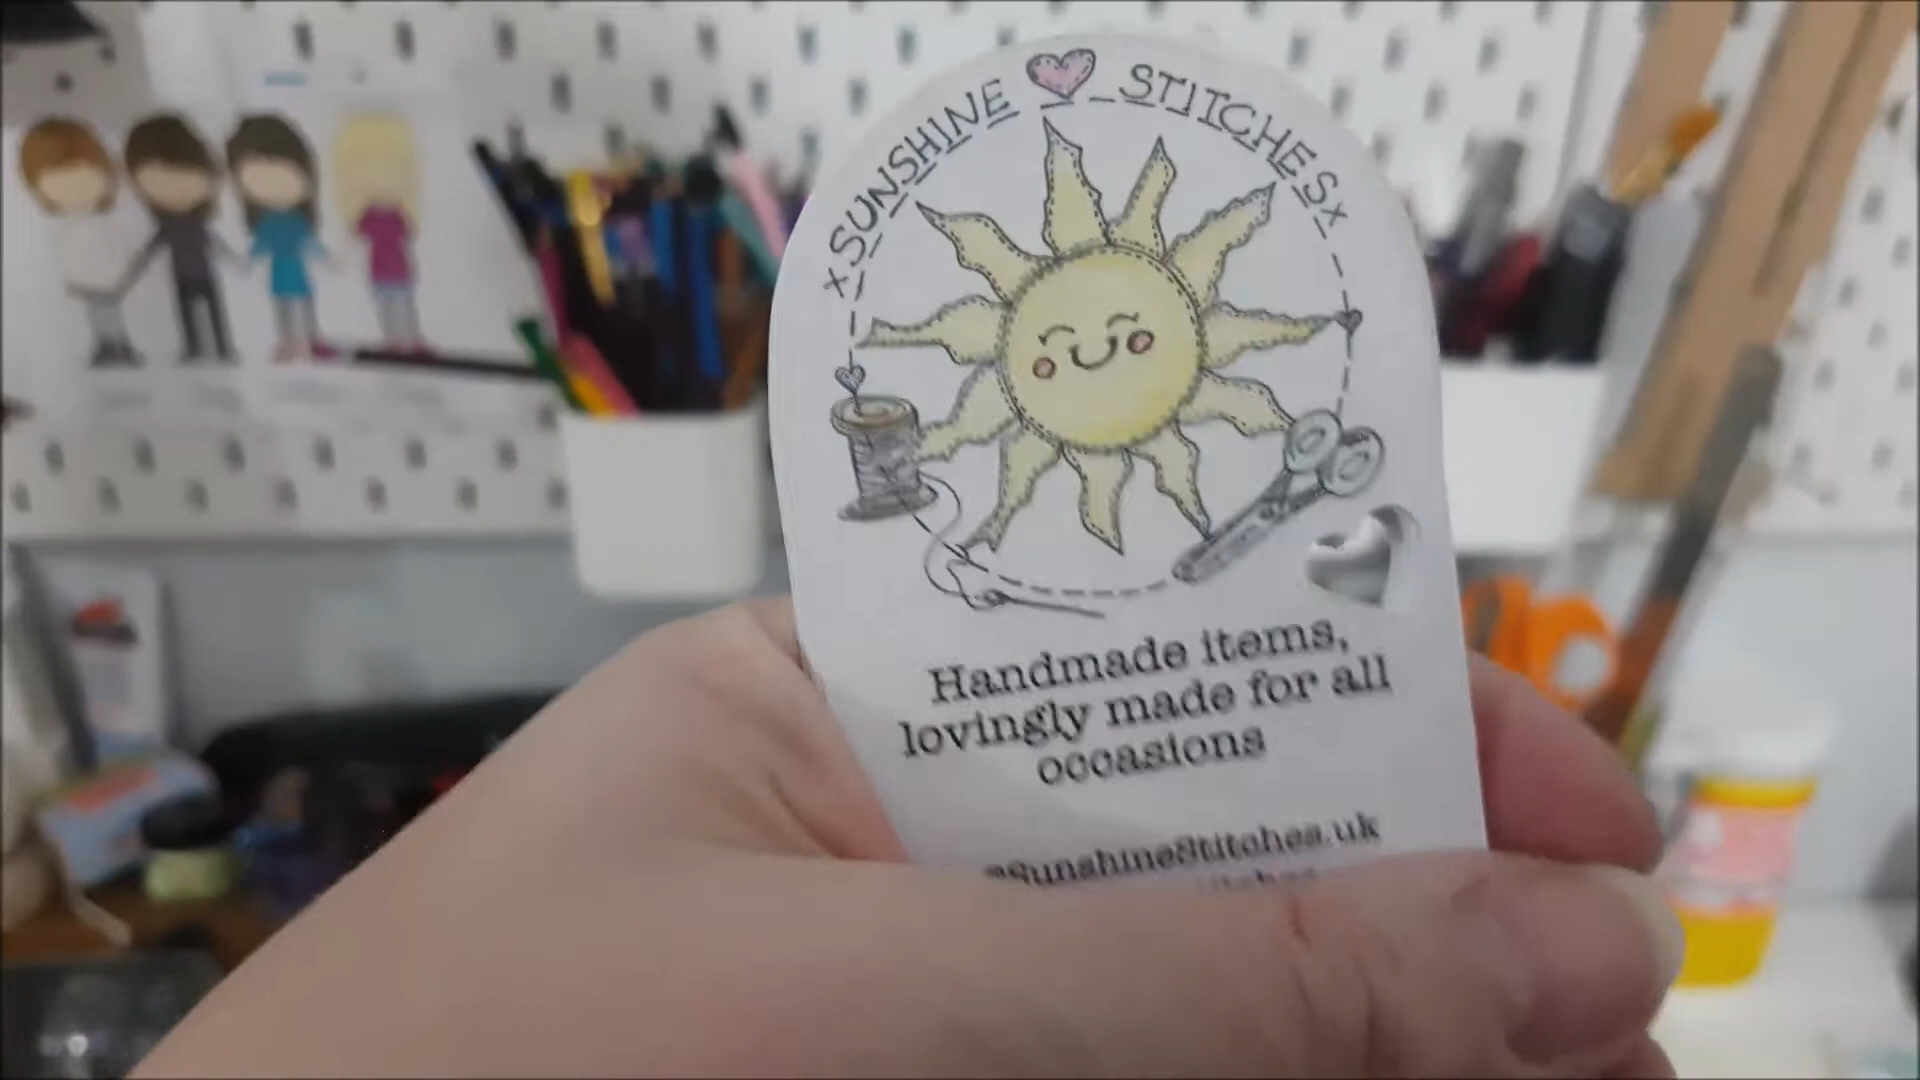 x SUNSHINE STITCHES x
Handmade items,
lovingly made for all
occasions
@SunshineStitches.uk